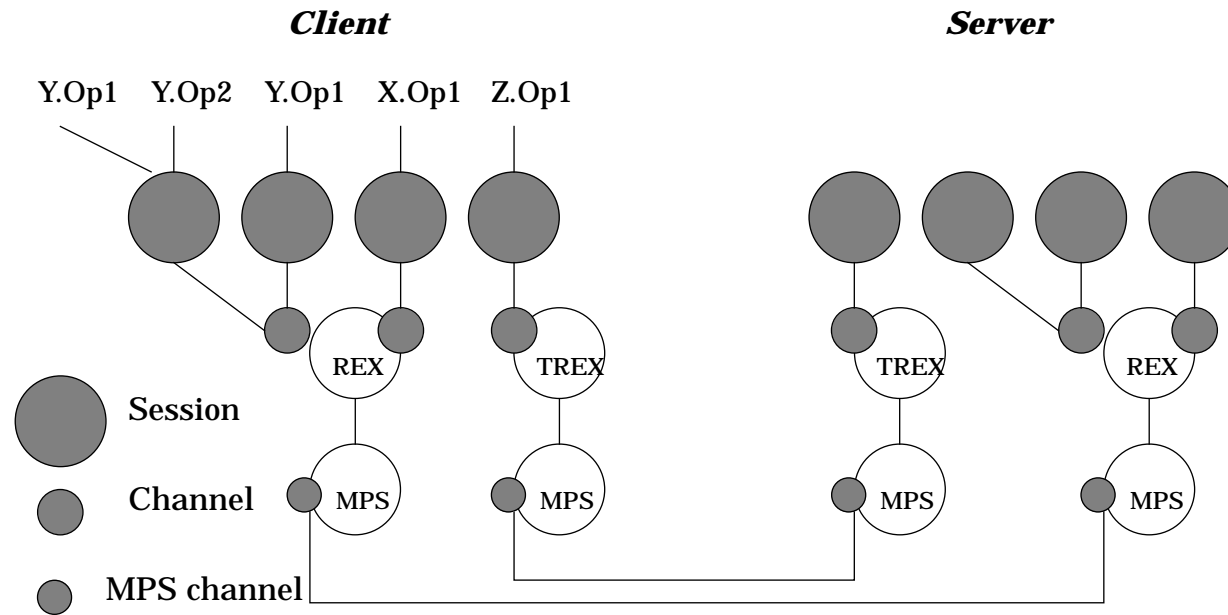 Client Server
Y.Op1 Y.Op2 Y.Op1 X.Op1 Z.Op1
REX TREX TREX REX
Session
MPS MPS MPS MPS
Channel
MPS channel